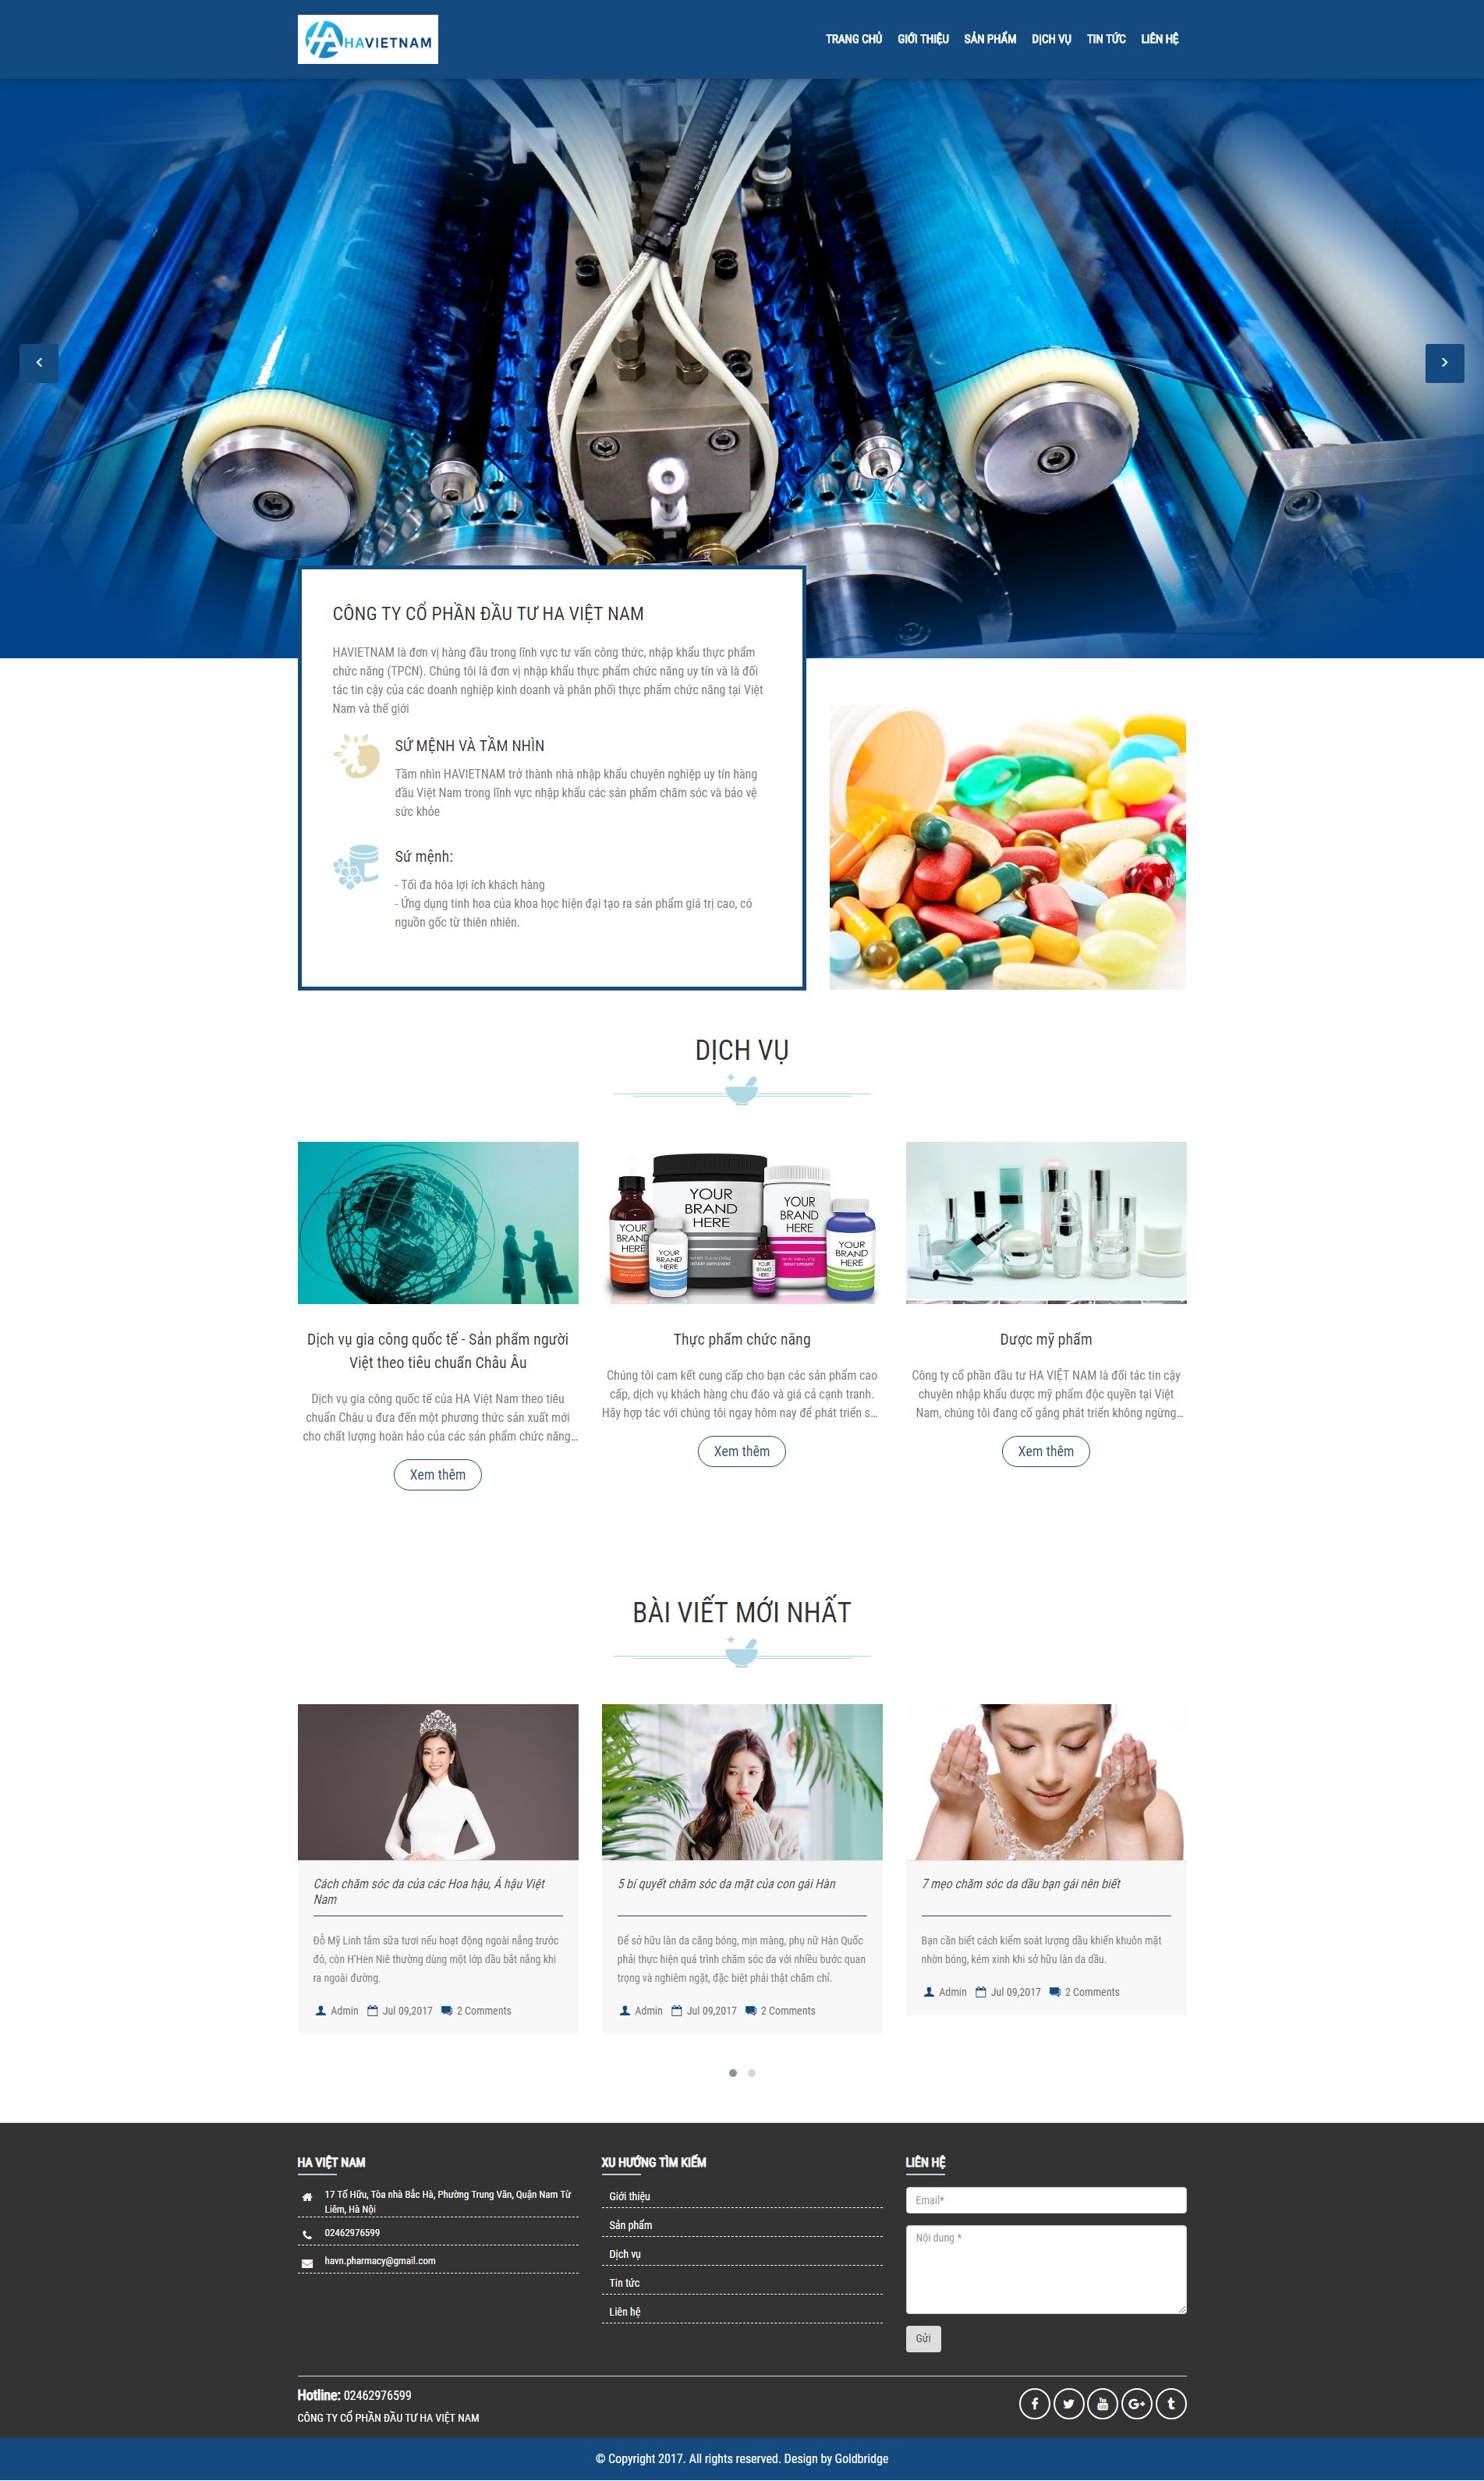 HAVIETNAM
TRANG CHỦ GIỚI THIỆU SẢN PHẨM DỊCH VỤ TIN TỨC LIÊN HỆ
CÔNG TY CỔ PHẦN ĐẦU TƯ HA VIỆT NAM
HAVIETNAM là đơn vị hàng đầu trong lĩnh vực tư vấn công thức, nhập khẩu thực phẩm
chức năng (TPCN). Chúng tôi là đơn vị nhập khẩu thực phẩm chức năng uy tín và là đối
tác tin cậy của các doanh nghiệp kinh doanh và phân phối thực phẩm chức năng tại Việt
Nam và thế giới
SỨ MỆNH VÀ TẦM NHÌN
Tầm nhìn HAVIETNAM trở thành nhà nhập khẩu chuyên nghiệp uy tín hàng
đầu Việt Nam trong lĩnh vực nhập khẩu các sản phẩm chăm sóc và bảo vệ
sức khỏe
Sứ mệnh:
- Tối đa hóa lợi ích khách hàng
- Ứng dụng tinh hoa của khoa học hiện đại tạo ra sản phẩm giá trị cao, có
nguồn gốc từ thiên nhiên.
DỊCH VỤ
YOUR
BRAND
HERE
YOUR
BRAND
HERE
YOUR
BRAND
HERE
YOUR
BRAND
HERE
YOUR
BRAND
HERE
YOUR
BRAND
HERE
Dịch vụ gia công quốc tế - Sản phẩm người
Việt theo tiêu chuẩn Châu Âu
Dịch vụ gia công quốc tế của HA Việt Nam theo tiêu
chuẩn Châu u đưa đến một phương thức sản xuất mới
cho chất lượng hoàn hảo của các sản phẩm chức năng...
Xem thêm
Thực phẩm chức năng
Chúng tôi cam kết cung cấp cho bạn các sản phẩm cao
cấp, dịch vụ khách hàng chu đáo và giá cả cạnh tranh.
Hãy hợp tác với chúng tôi ngay hôm nay để phát triển s...
Xem thêm
Dược mỹ phẩm
Công ty cổ phần đầu tư HA VIỆT NAM là đối tác tin cậy
chuyên nhập khẩu dược mỹ phẩm độc quyền tại Việt
Nam, chúng tôi đang cố gắng phát triển không ngừng...
Xem thêm
BÀI VIẾT MỚI NHẤT
Cách chăm sóc da của các Hoa hậu, Á hậu Việt
Nam
Đỗ Mỹ Linh tắm sữa tươi nếu hoạt động ngoài nắng trước
đó, còn H'Hen Niê thường dùng một lớp dầu bắt nắng khi
ra ngoài đường.
Admin Jul 09,2017 2 Comments
5 bí quyết chăm sóc da mặt của con gái Hàn
Để sở hữu làn da căng bóng, mịn màng, phụ nữ Hàn Quốc
phải thực hiện quá trình chăm sóc da với nhiều bước quan
trọng và nghiêm ngặt, đặc biệt phải thật chăm chỉ.
Admin Jul 09,2017 2 Comments
7 mẹo chăm sóc da dầu bạn gái nên biết
Bạn cần biết cách kiểm soát lượng dầu khiến khuôn mặt
nhờn bóng, kém xinh khi sở hữu làn da dầu.
Admin Jul 09,2017 2 Comments
HA VIỆT NAM
17 Tố Hữu, Tòa nhà Bắc Hà, Phường Trung Văn, Quận Nam Từ
Liêm, Hà Nội
02462976599
havn.pharmacy@gmail.com
XU HƯỚNG TÌM KIẾM
Giới thiệu
Sản phẩm
Dịch vụ
Tin tức
Liên hệ
LIÊN HỆ
Email*
Nội dung *
Gửi
Hotline: 02462976599
CÔNG TY CỔ PHẦN ĐẦU TƯ HA VIỆT NAM
© Copyright 2017. All rights reserved. Design by Goldbridge